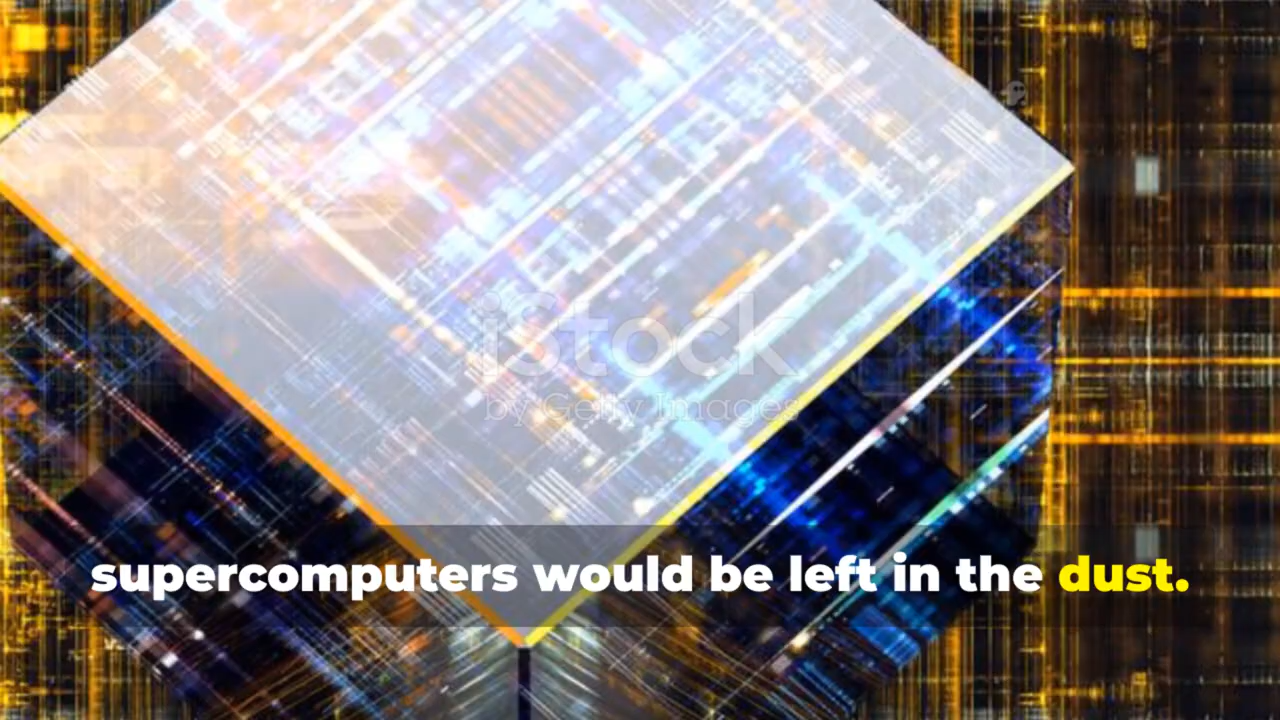 iStock
by Getty Images
supercomputers would be left in the dust.